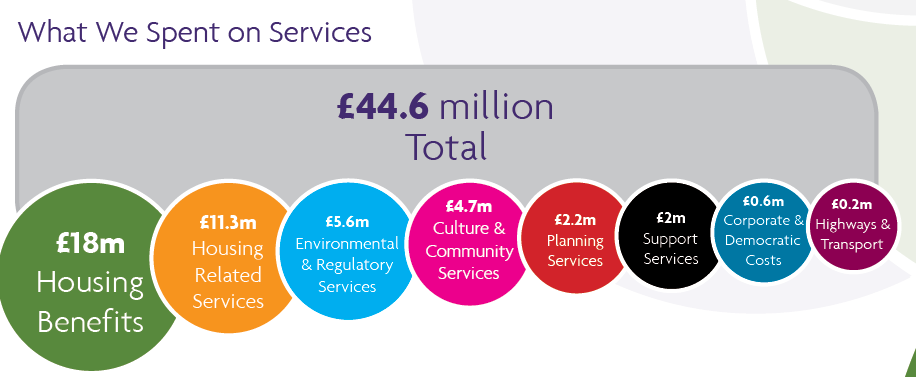 What We Spent on Services
£44.6 million
Total
£18m
Housing
Benefits
£11.3m
Housing
Related
Services
£5.6m
Environmental
& Regulatory
Services
£4.7m
Culture &
Community
Services
£2.2m
Planning
Services
£2m
Support
Services
£0.6m
Corporate &
Democratic
Costs
£0.2m
Highways &
Transport